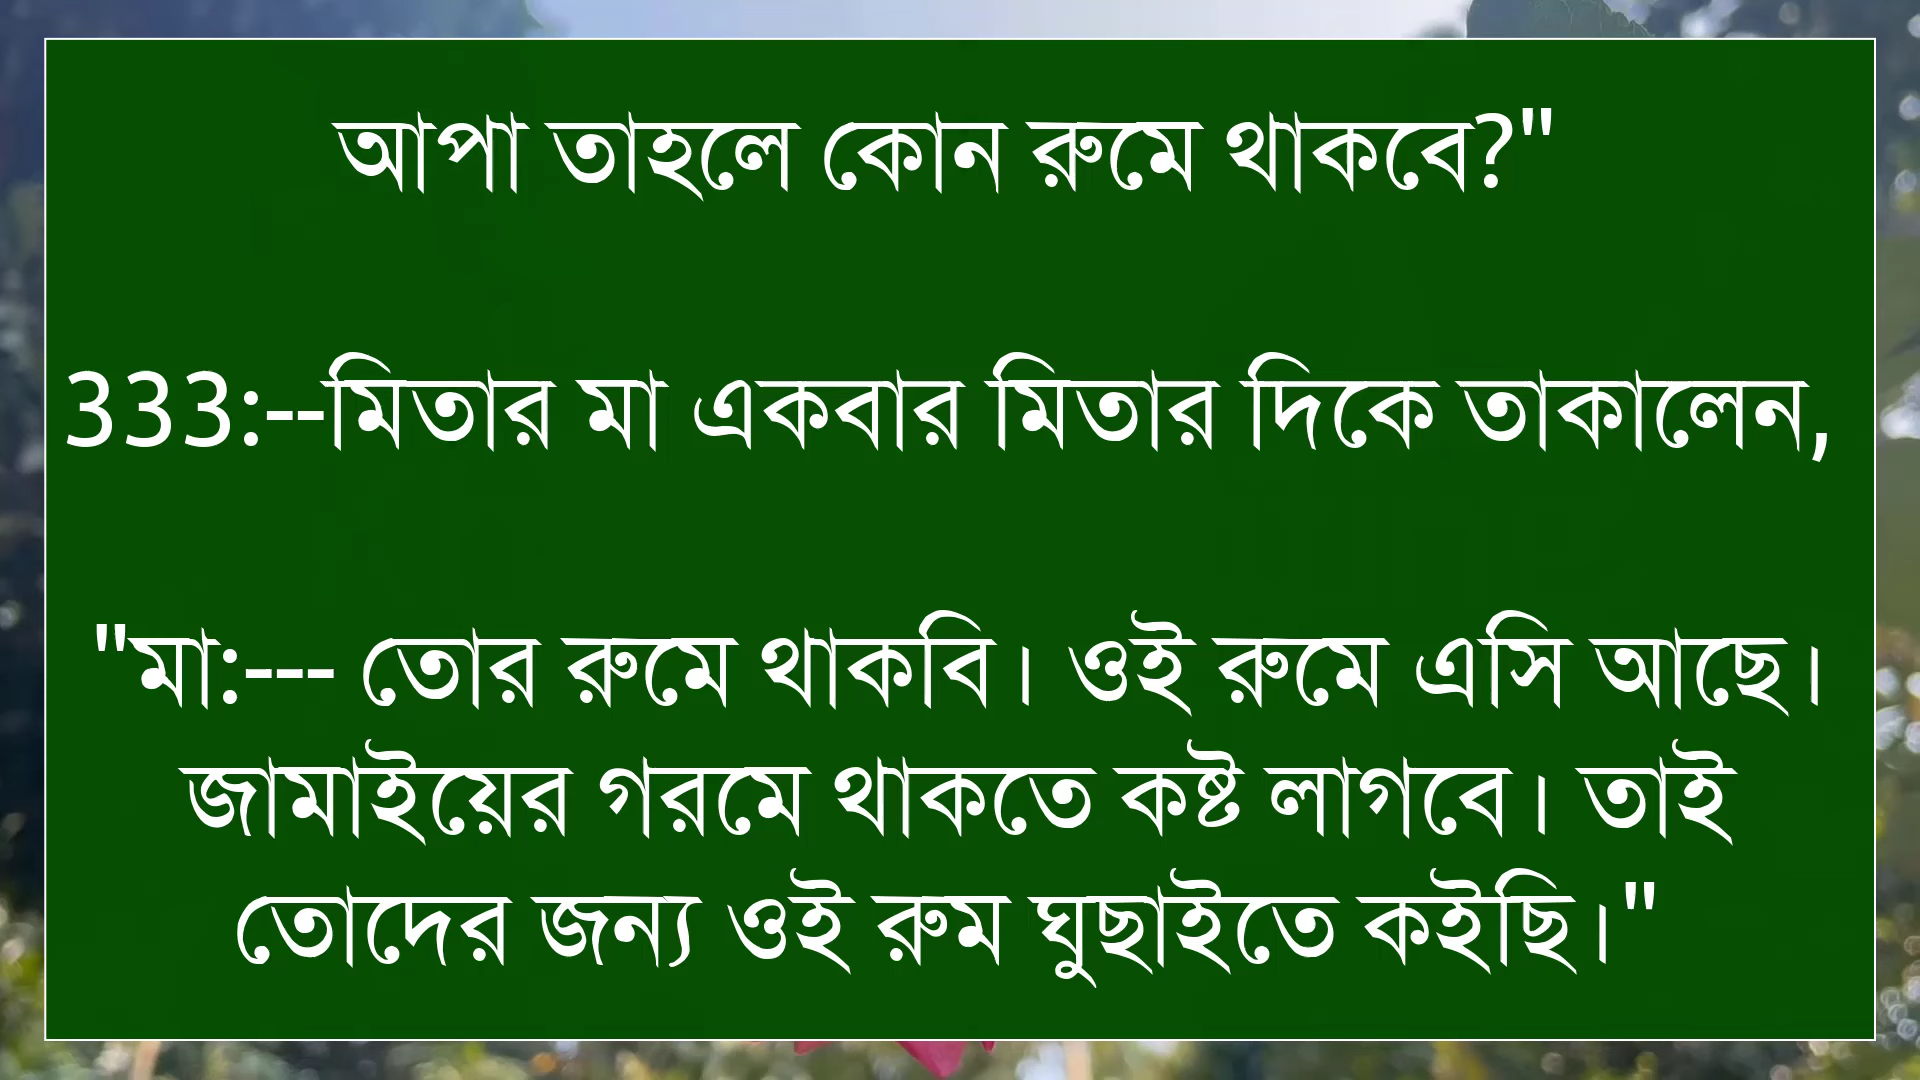 আপা তাহলে কোন রুমে থাকবে?"
333:--মিতার মা একবার মিতার দিকে তাকালেন,
"মা:--- তোর রুমে থাকবি। ওই রুমে এসি আছে।
জামাইয়ের গরমে থাকতে কষ্ট লাগবে। তাই
তোদের জন্য ওই রুম ঘুছাইতে কইছি।"